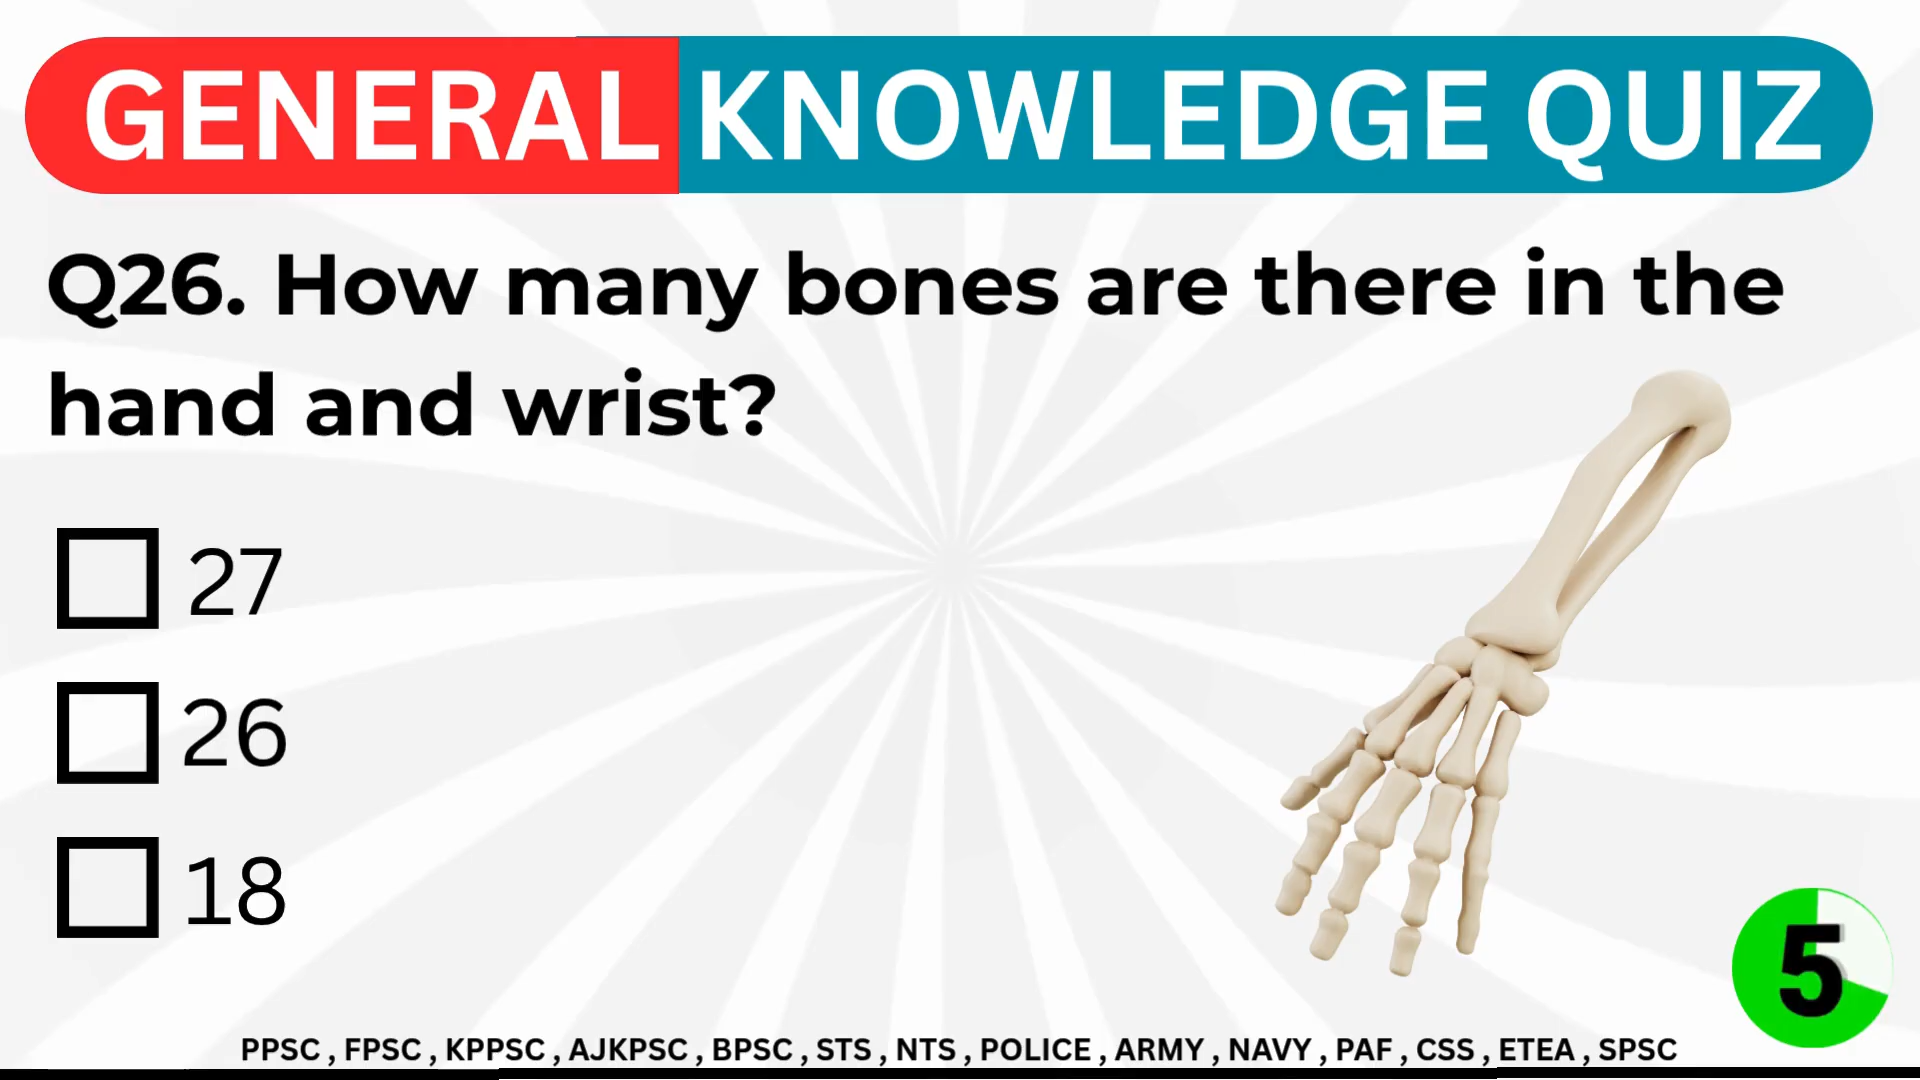 GENERAL KNOWLEDGE QUIZ
Q26. How many bones are there in the
hand and wrist?
27
26
18
5
PPSC , FPSC , KPPSC , AJKPSC , BPSC , STS , NTS , POLICE , ARMY , NAVY , PAF , CSS , ETEA , SPSC